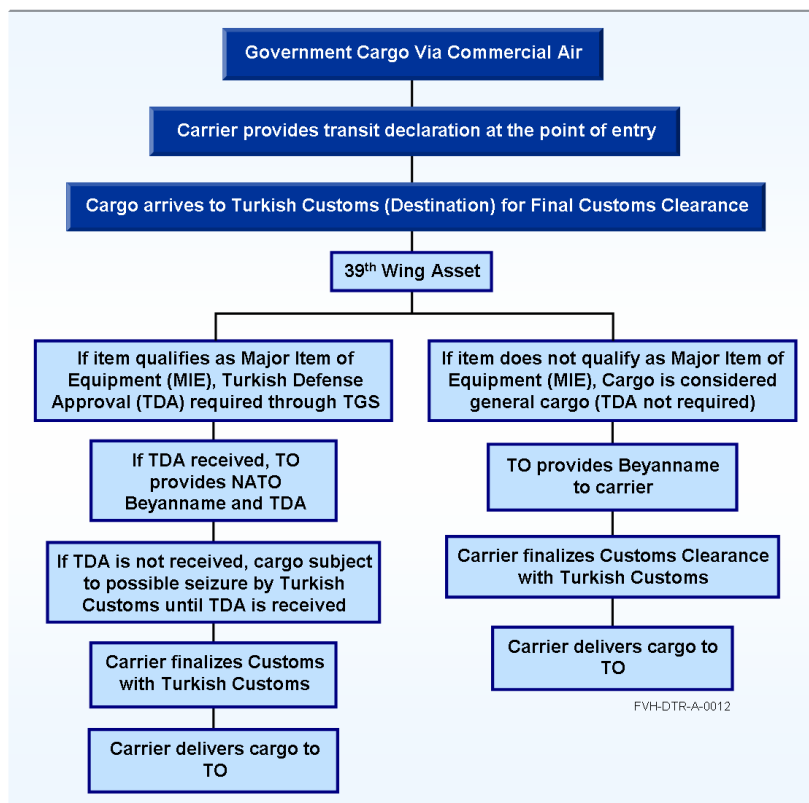 Government Cargo Via Commercial Air
Carrier provides transit declaration at the point of entry
Cargo arrives to Turkish Customs (Destination) for Final Customs Clearance
39th Wing Asset
If item qualifies as Major Item of
Equipment (MIE), Turkish Defense
Approval (TDA) required through TGS
If TDA received, TO
provides NATO
Beyanname and TDA
If TDA is not received, cargo subject
to possible seizure by Turkish
Customs until TDA is received
Carrier finalizes Customs
with Turkish Customs
Carrier delivers cargo to
TO
If item does not qualify as Major Item of
Equipment (MIE), Cargo is considered
general cargo (TDA not required)
TO provides Beyanname
to carrier
Carrier finalizes Customs Clearance
with Turkish Customs
Carrier delivers cargo to
TO
FVH-DTR-A-0012